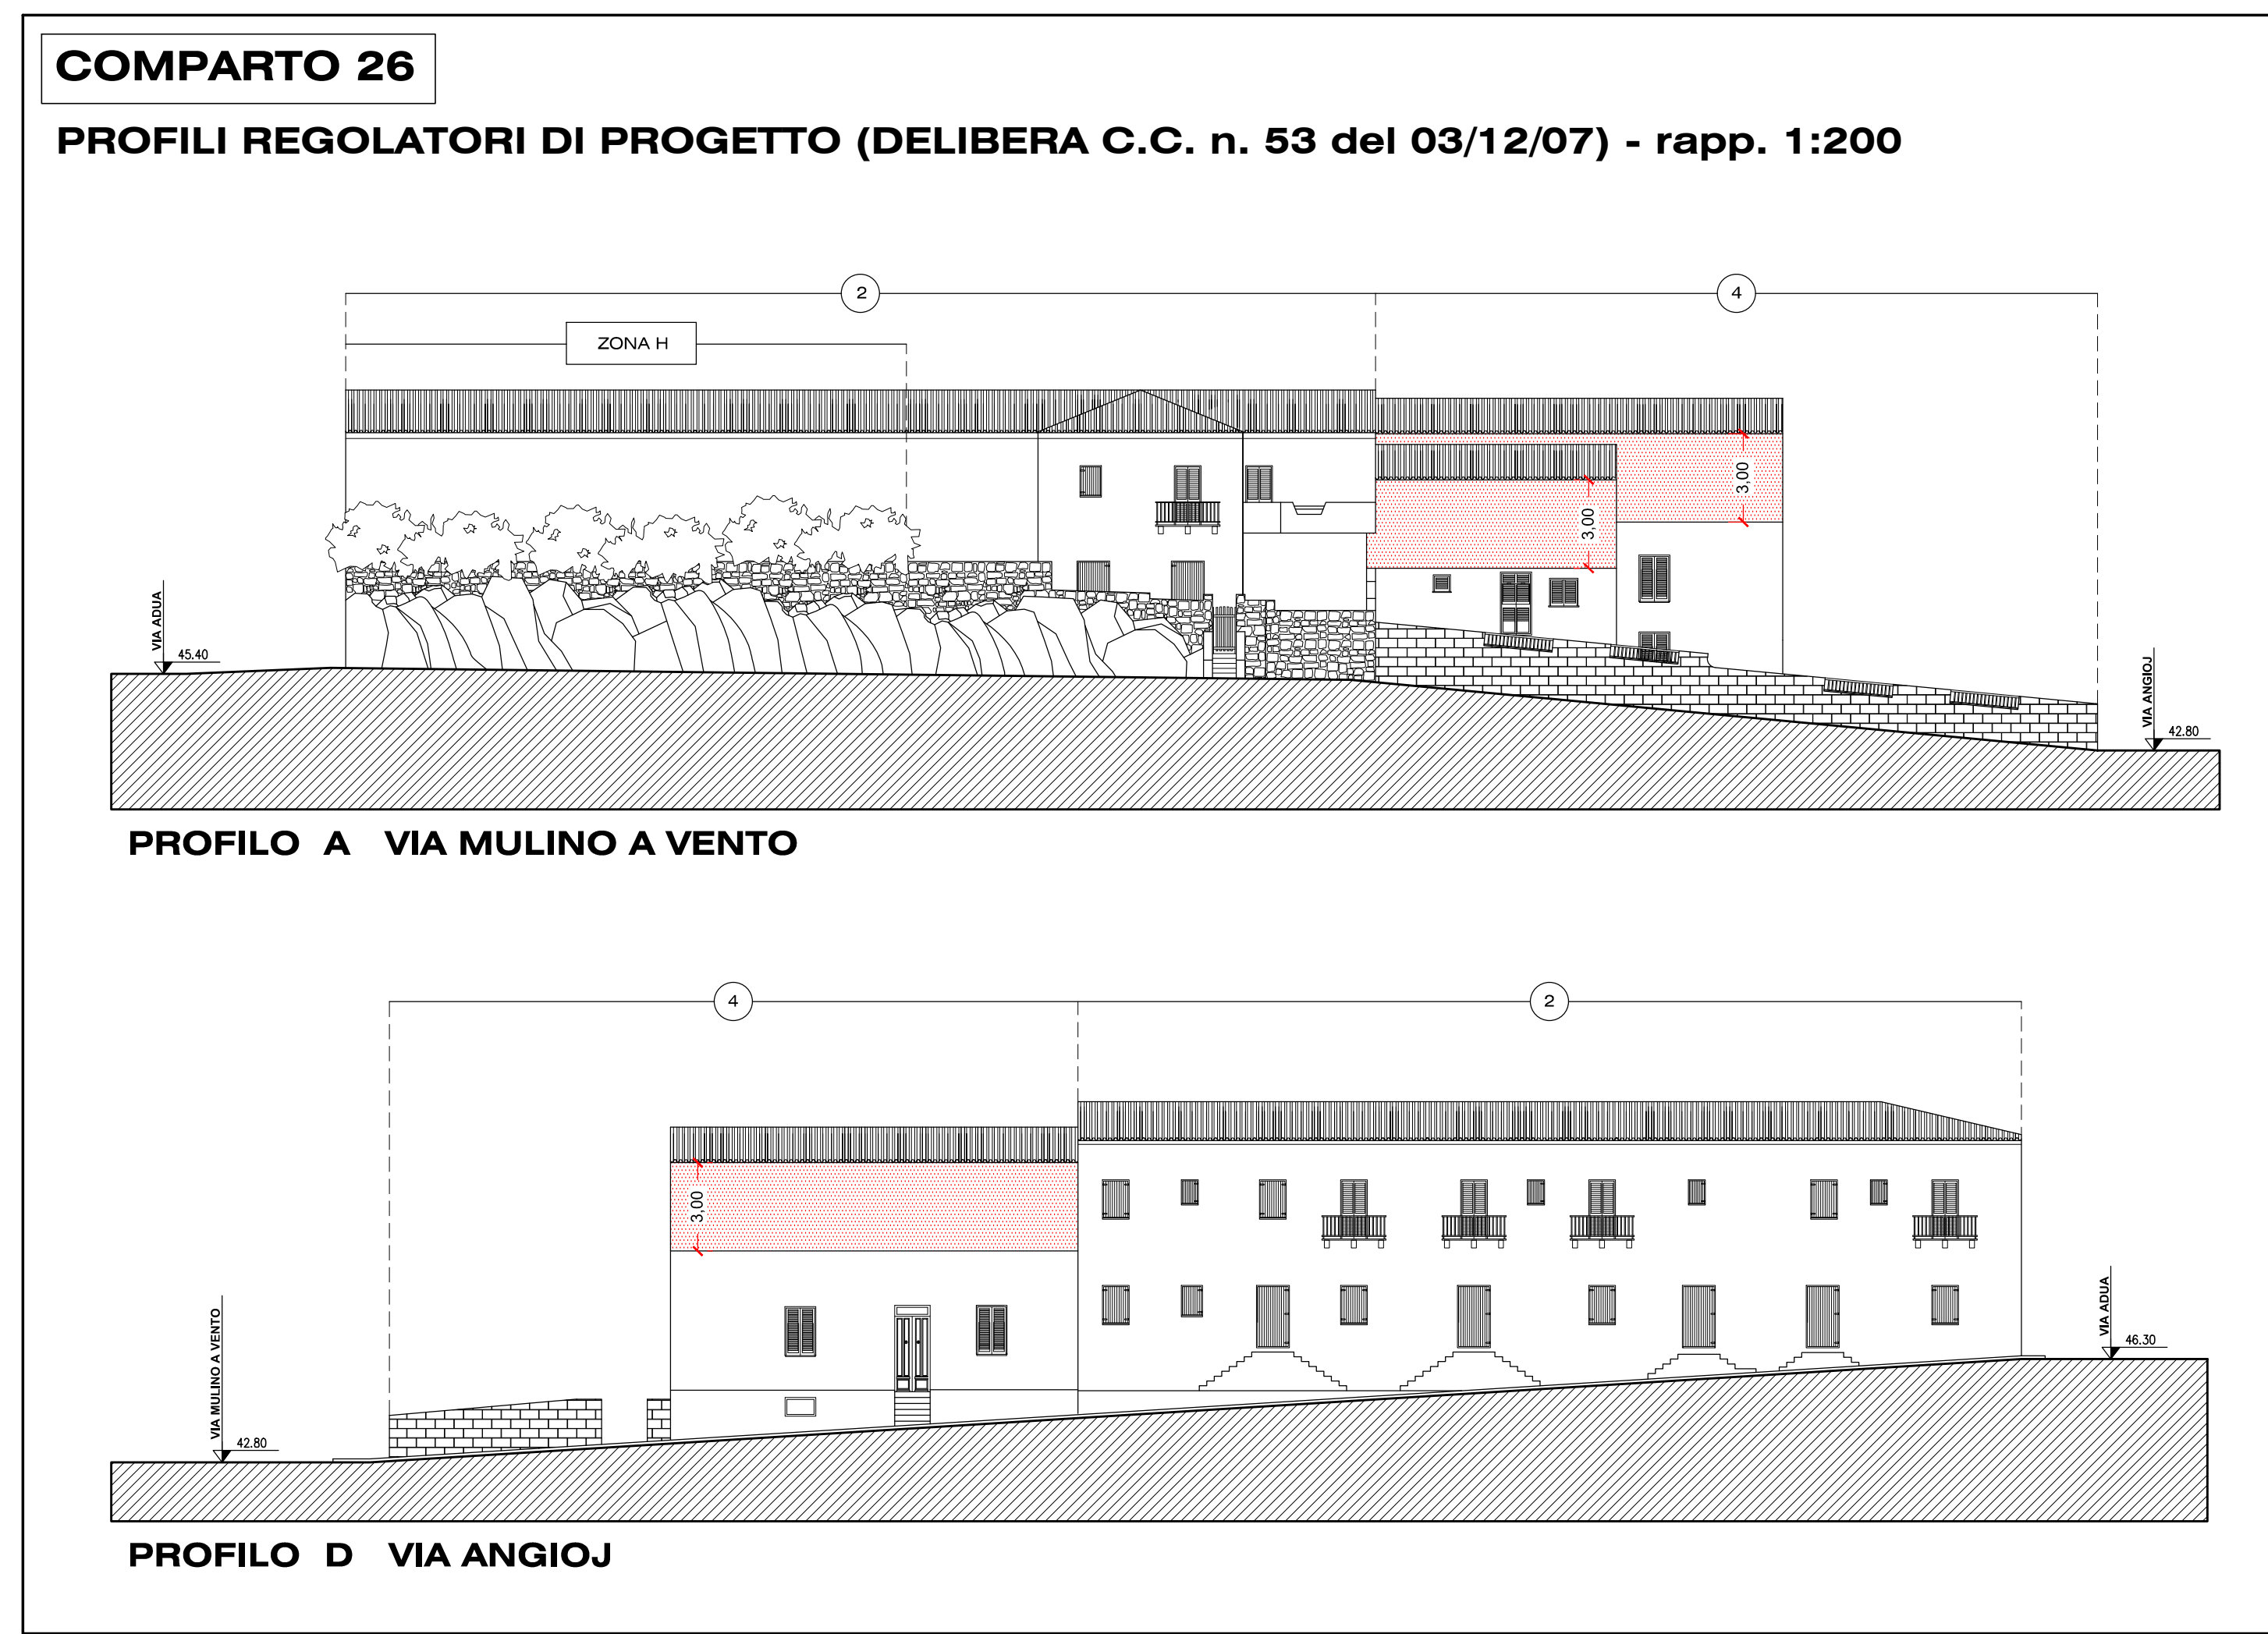 COMPARTO 26
PROFILI REGOLATORI DI PROGETTO (DELIBERA C.C. n. 53 del 03/12/07) - rapp. 1:200
2
4
ZONA H
3,00
3,00
VIA ADUA
45.40
VIA ANGIOJ
42.80
PROFILO A VIA MULINO A VENTO
4
2
3,00
VIA MULINO A VENTO
42.80
VIA ADUA
46.30
PROFILO D VIA ANGIOJ